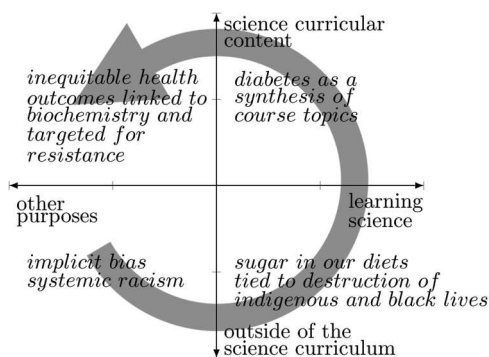 science curricular
content
inequitable health
outcomes linked to
biochemistry and
targeted for
resistance
diabetes as a
synthesis of
course topics
other
purposes
learning
science
implicit bias
systemic racism
sugar in our diets
tied to destruction of
indigenous and black lives
outside of the
science curriculum